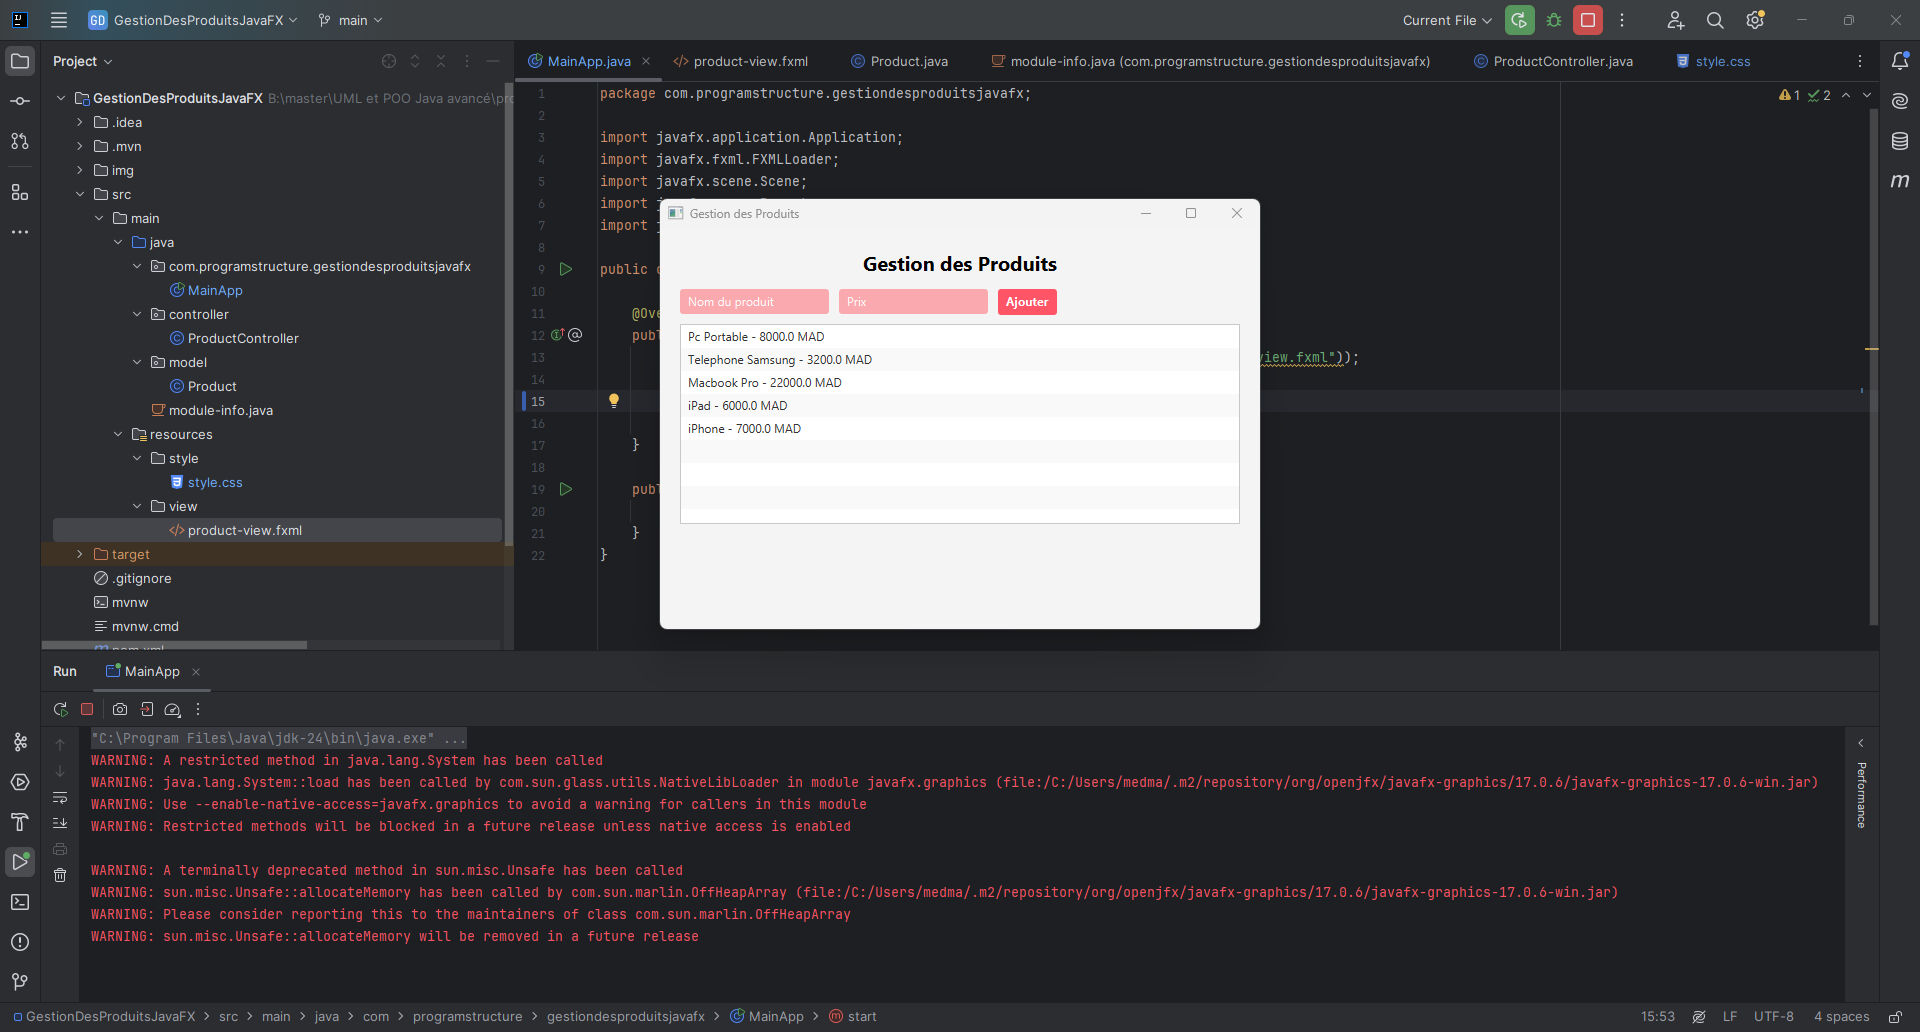 GD GestionDesProduitsJavaFX main
Current File
Project
MainApp.java product-view.fxml Product.java module-info.java (com.programstructure.gestiondesproduitsjavafx) ProductController.java style.css
GestionDesProduitsJavaFX B:\master\UML et POO Java avancé\pro
.idea
.mvn
img
src
main
java
com.programstructure.gestiondesproduitsjavafx
MainApp
controller
ProductController
model
Product
module-info.java
resources
style
style.css
view
product-view.fxml
target
.gitignore
mvnw
mvnw.cmd
pom.xml
1 package com.programstructure.gestiondesproduitsjavafx;
2
3 import javafx.application.Application;
4 import javafx.fxml.FXMLLoader;
5 import javafx.scene.Scene;
6 import
7 import
8
9 public
10
11 @Ove
12 publ
13 view.fxml"));
14
15
16
17 }
18
19 publ
20
21 }
22 }
1 2
Gestion des Produits
Gestion des Produits
Nom du produit Prix Ajouter
Pc Portable - 8000.0 MAD
Telephone Samsung - 3200.0 MAD
Macbook Pro - 22000.0 MAD
iPad - 6000.0 MAD
iPhone - 7000.0 MAD
Run MainApp
"C:\Program Files\Java\jdk-24\bin\java.exe" ...
WARNING: A restricted method in java.lang.System has been called
WARNING: java.lang.System::load has been called by com.sun.glass.utils.NativeLibLoader in module javafx.graphics (file:/C:/Users/medma/.m2/repository/org/openjfx/javafx-graphics/17.0.6/javafx-graphics-17.0.6-win.jar)
WARNING: Use --enable-native-access=javafx.graphics to avoid a warning for callers in this module
WARNING: Restricted methods will be blocked in a future release unless native access is enabled
WARNING: A terminally deprecated method in sun.misc.Unsafe has been called
WARNING: sun.misc.Unsafe::allocateMemory has been called by com.sun.marlin.OffHeapArray (file:/C:/Users/medma/.m2/repository/org/openjfx/javafx-graphics/17.0.6/javafx-graphics-17.0.6-win.jar)
WARNING: Please consider reporting this to the maintainers of class com.sun.marlin.OffHeapArray
WARNING: sun.misc.Unsafe::allocateMemory will be removed in a future release
Performance
GestionDesProduitsJavaFX > src > main > java > com > programstructure > gestiondesproduitsjavafx > MainApp > start
15:53 LF UTF-8 4 spaces